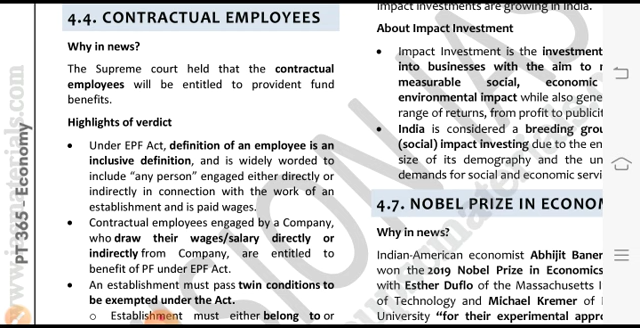 4.4. CONTRACTUAL EMPLOYEES
Why in news?
The Supreme court held that the contractual
employees will be entitled to provident fund
benefits.
Highlights of verdict
• Under EPF Act, definition of an employee is an
inclusive definition, and is widely worded to
include “any person” engaged either directly or
indirectly in connection with the work of an
establishment and is paid wages.
• Contractual employees engaged by a Company,
who draw their wages/salary directly or
indirectly from Company, are entitled to
benefit of PF under EPF Act.
• An establishment must pass twin conditions to
be exempted under the Act.
o Establishment must either belong to or
impact investments are growing in India.
About Impact Investment
• Impact Investment is the investment
into businesses with the aim to
measurable social, economic
environmental impact while also gene
range of returns, from profit to publicit
• India is considered a breeding grou
(social) impact investing due to the en
size of its demography and the un
demands for social and economic servi
4.7. NOBEL PRIZE IN ECONOM
Why in news?
Indian-American economist Abhijit Baner
won the 2019 Nobel Prize in Economics
with Esther Duflo of the Massachusetts I
of Technology and Michael Kremer of
University “for their experimental appr
PT 365 - Economy